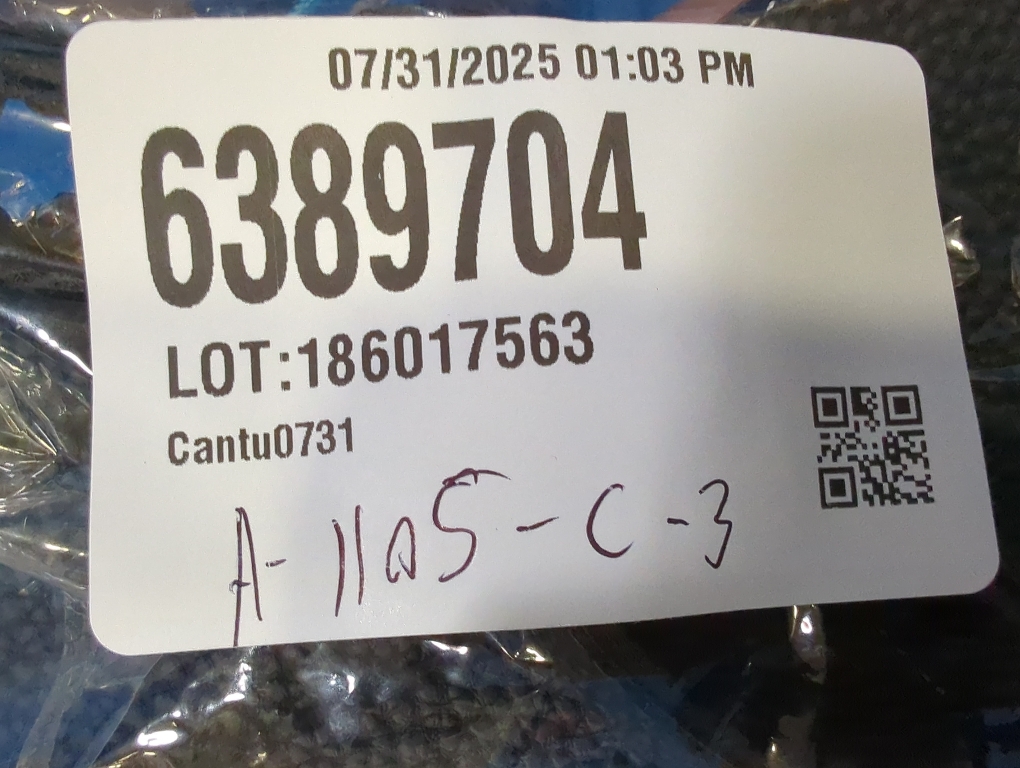 07/31/2025 01:03 PM
6389704
LOT:186017563
Cantu0731
A-1105-C-3